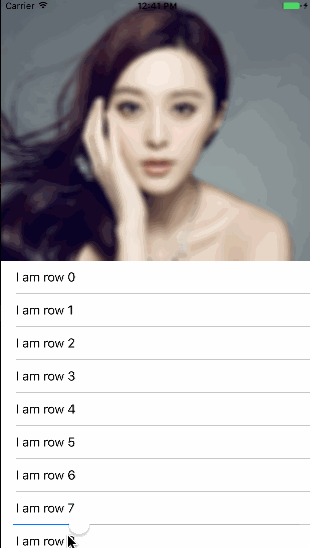 Carrier 12:41 PM
I am row 0
I am row 1
I am row 2
I am row 3
I am row 4
I am row 5
I am row 6
I am row 7
I am row